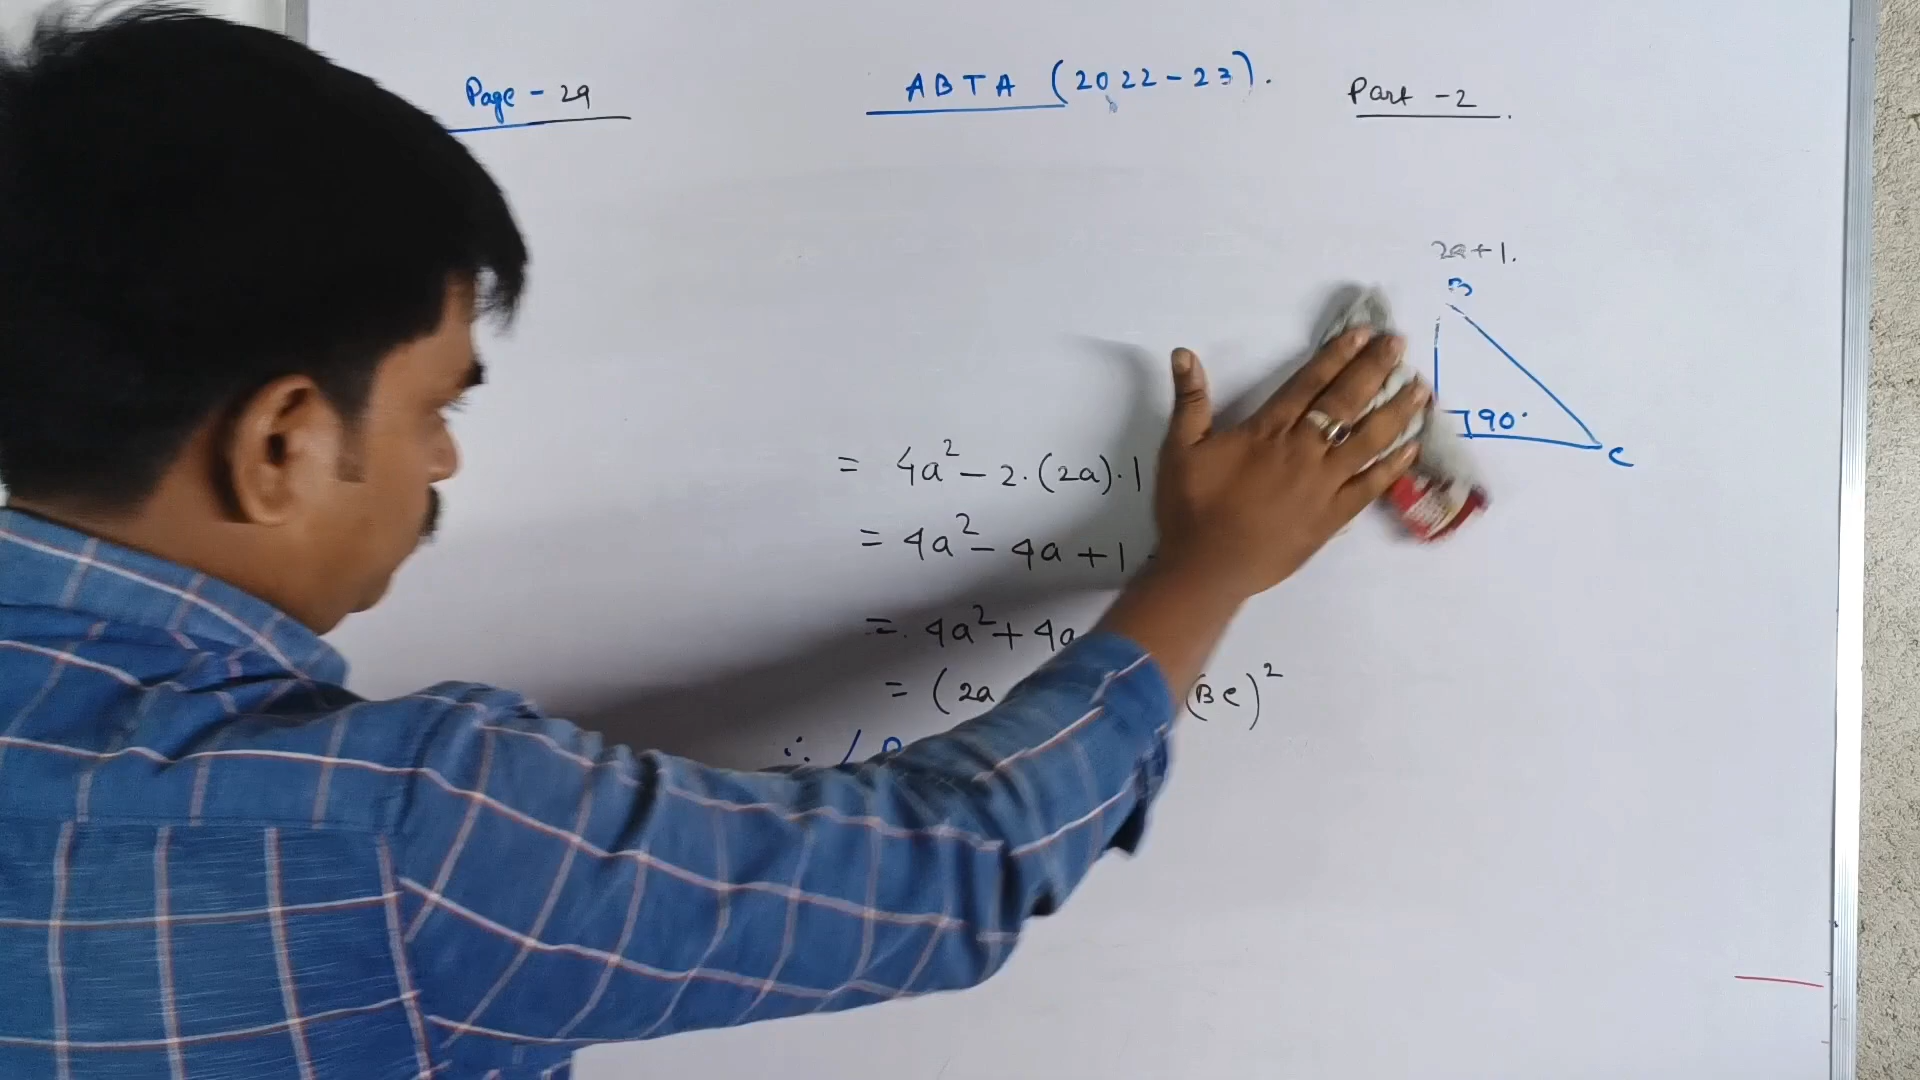 Page - 29
ABTA (2022-23).
Part - 2
2a+1.
B
90°
C
= 4a² - 2.(2a).1
= 4a² - 4a + 1
= 4a² + 4a
= (2a (BC)²
∴ ∠